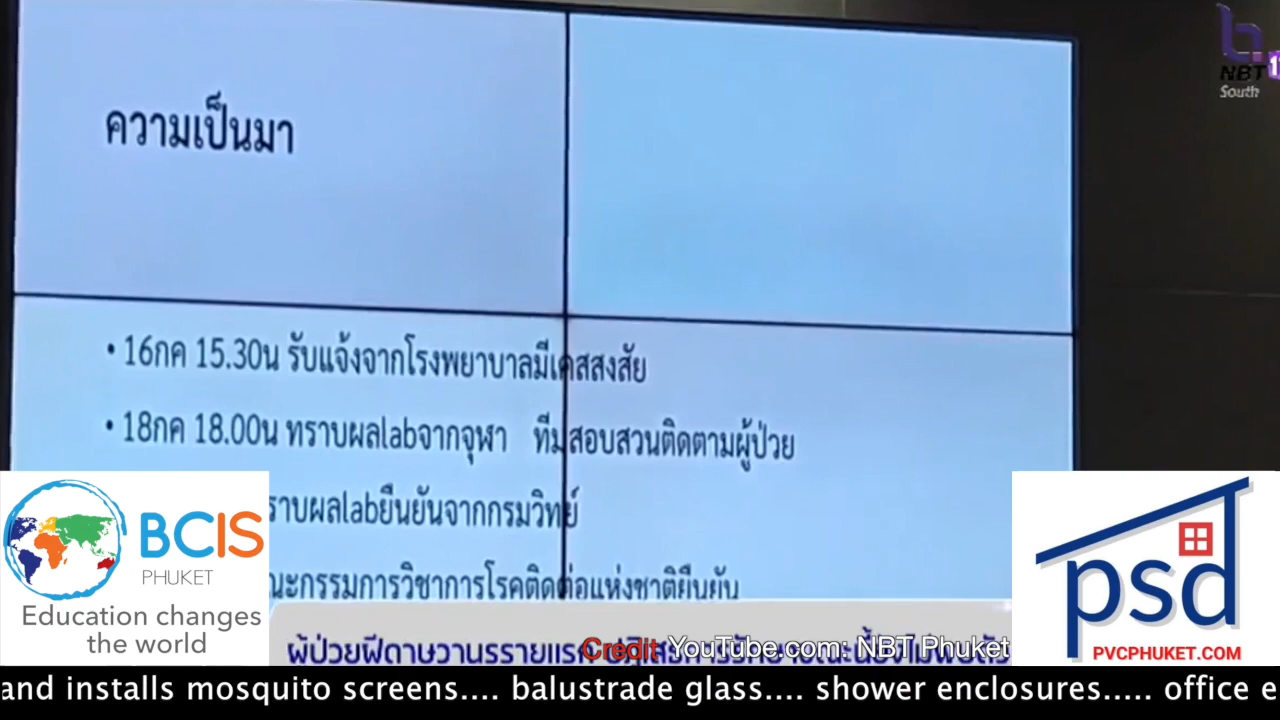 NBT 11
South
ความเป็นมา
• 16กค 15.30น รับแจ้งจากโรงพยาบาลมีเคสสงสัย
• 18กค 18.00น ทราบผลlabจากจุฬา ทีมสอบสวนติดตามผู้ป่วย
ราบผลlabยืนยันจากกรมวิทย์
ณะกรรมการวิชาการโรคติดต่อแห่งชาติยืนยัน
BCIS
PHUKET
Education changes
the world
psd
PVCPHUKET.COM
ผู้ป่วยฝีดาษวานรรายแรก
Credit YouTube.com: NBT Phuket
and installs mosquito screens.... balustrade glass.... shower enclosures..... office e